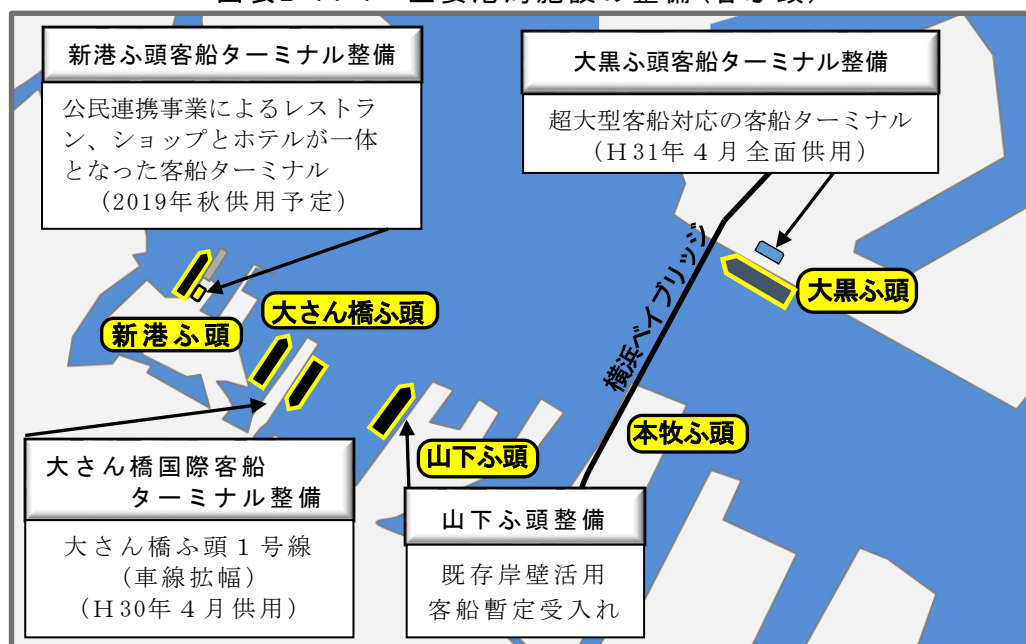 新港ふ頭客船ターミナル整備
公民連携事業によるレストラ
ン、ショップとホテルが一体
となった客船ターミナル
（2019年秋供用予定）
大黒ふ頭客船ターミナル整備
超大型客船対応の客船ターミナル
（H31年４月全面供用）
横浜ベイブリッジ
大黒ふ頭
新港ふ頭
大さん橋ふ頭
山下ふ頭
本牧ふ頭
大さん橋国際客船
ターミナル整備
大さん橋ふ頭１号線
（車線拡幅）
（H30年４月供用）
山下ふ頭整備
既存岸壁活用
客船暫定受入れ